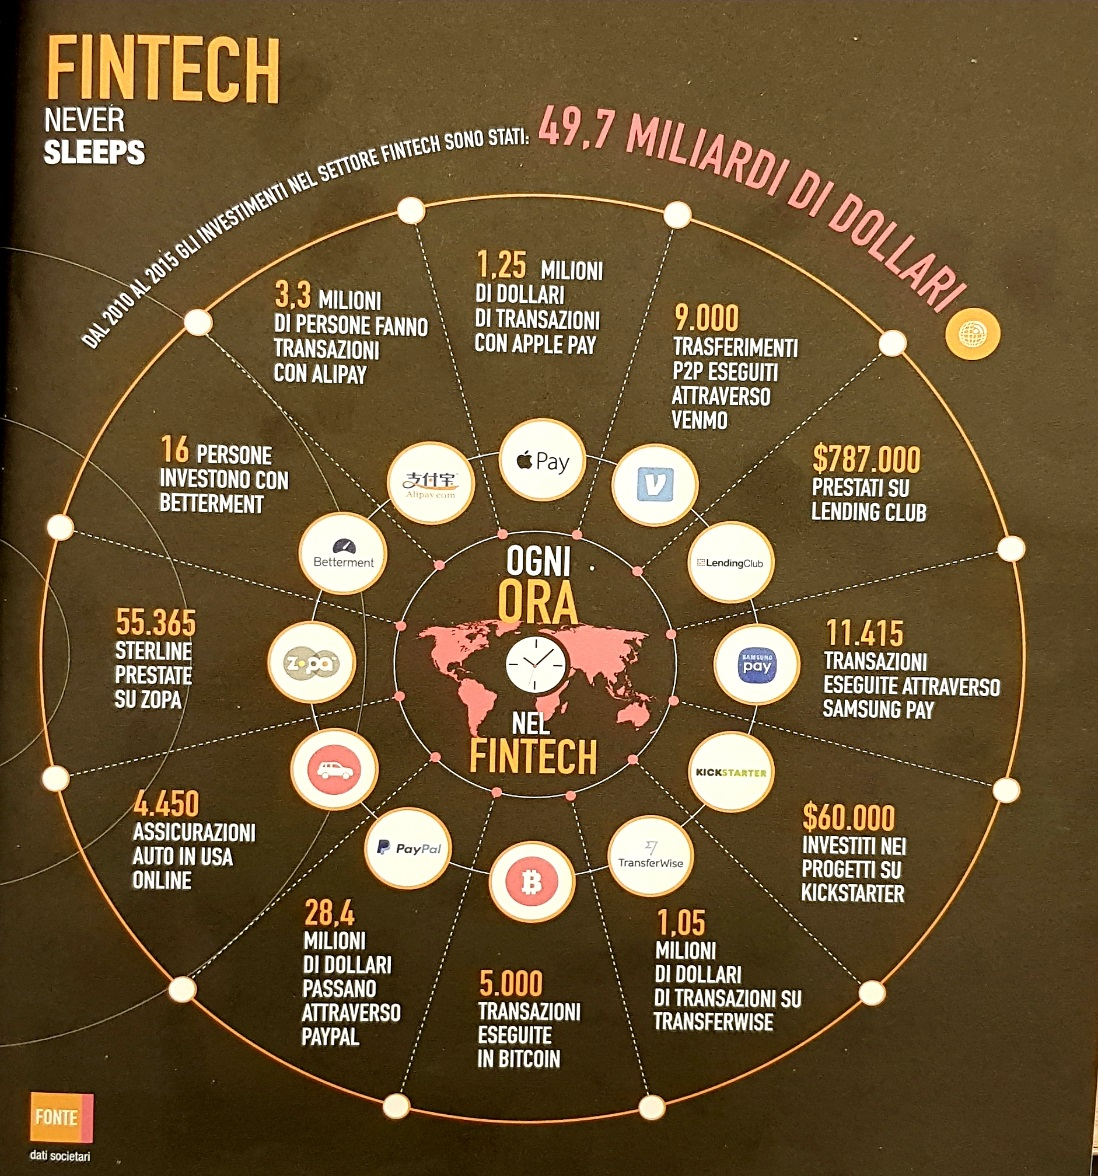 FINTECH
NEVER
SLEEPS
DAL 2010 AL 2015 GLI INVESTIMENTI NEL SETTORE FINTECH SONO STATI: 49,7 MILIARDI DI DOLLARI
3,3 MILIONI
DI PERSONE FANNO
TRANSAZIONI
CON ALIPAY
1,25 MILIONI
DI DOLLARI
DI TRANSAZIONI
CON APPLE PAY
9.000
TRASFERIMENTI
P2P ESEGUITI
ATTRAVERSO
VENMO
$787.000
PRESTATI SU
LENDING CLUB
11.415
TRANSAZIONI
ESEGUITE ATTRAVERSO
SAMSUNG PAY
$60.000
INVESTITI NEI
PROGETTI SU
KICKSTARTER
1,05
MILIONI
DI DOLLARI
DI TRANSAZIONI SU
TRANSFERWISE
5.000
TRANSAZIONI
ESEGUITE
IN BITCOIN
28,4
MILIONI
DI DOLLARI
PASSANO
ATTRAVERSO
PAYPAL
4.450
ASSICURAZIONI
AUTO IN USA
ONLINE
55.365
STERLINE
PRESTATE
SU ZOPA
16 PERSONE
INVESTONO CON
BETTERMENT
支付宝
Alipay.com
Pay
V
LendingClub
SAMSUNG
pay
KICKSTARTER
TransferWise
B
PayPal
zopa
Betterment
OGNI
ORA
NEL
FINTECH
FONTE
dati societari